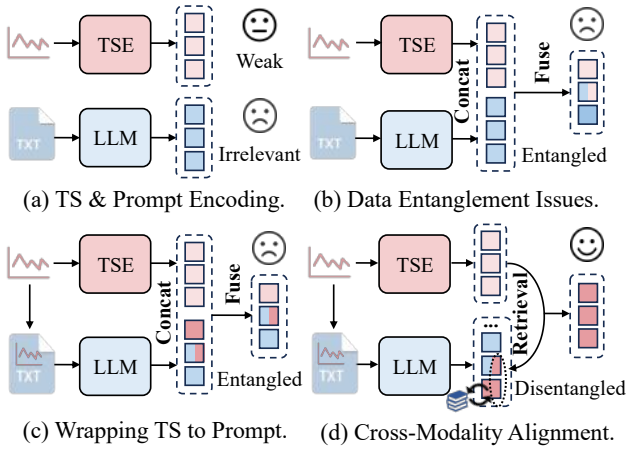 TSE
Weak
TXT
LLM
Irrelevant
(a) TS & Prompt Encoding.
TSE
Concat
Fuse
TXT
LLM
Entangled
(b) Data Entanglement Issues.
TSE
Concat
Fuse
TXT
LLM
Entangled
(c) Wrapping TS to Prompt.
TSE
Retrieval
...
TXT
LLM
Disentangled
(d) Cross-Modality Alignment.